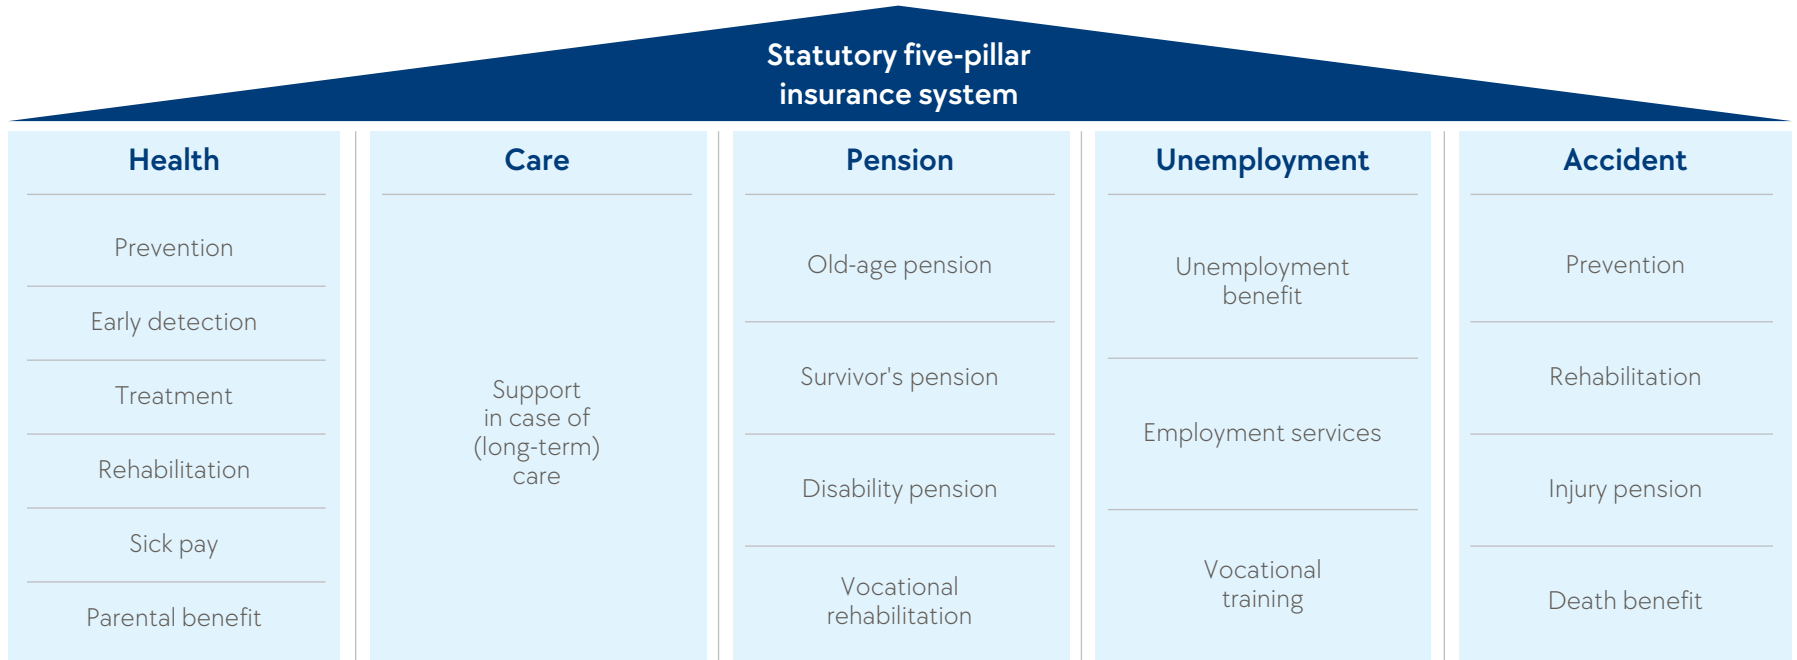 Statutory five-pillar
insurance system
Health
Prevention
Early detection
Treatment
Rehabilitation
Sick pay
Parental benefit
Care
Support
in case of
(long-term)
care
Pension
Old-age pension
Survivor's pension
Disability pension
Vocational
rehabilitation
Unemployment
Unemployment
benefit
Employment services
Vocational
training
Accident
Prevention
Rehabilitation
Injury pension
Death benefit